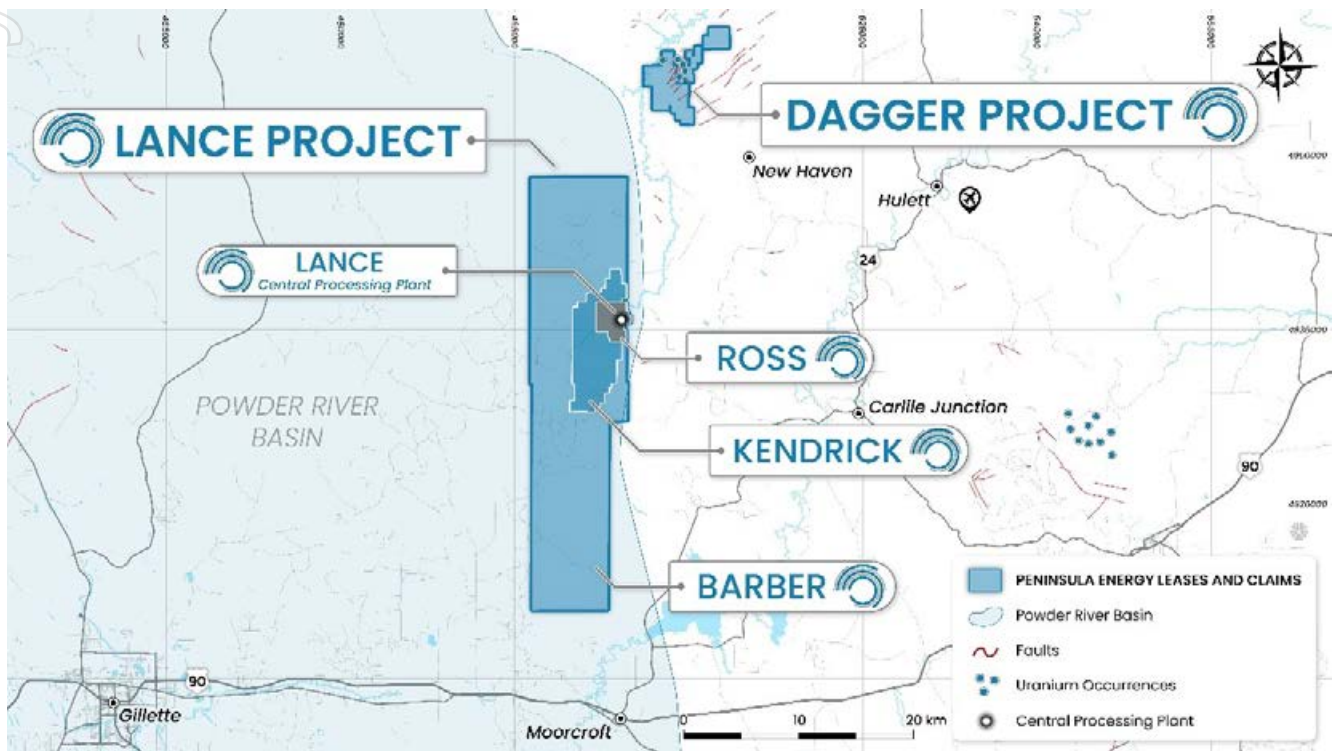 LANCE PROJECT
DAGGER PROJECT
New Haven
Hulett
LANCE
Central Processing Plant
24
ROSS
POWDER RIVER
BASIN
Carlile Junction
KENDRICK
90
BARBER
PENINSULA ENERGY LEASES AND CLAIMS
Powder River Basin
Faults
Uranium Occurrences
Central Processing Plant
90
Gillette
Moorcroft
0
10
20 km